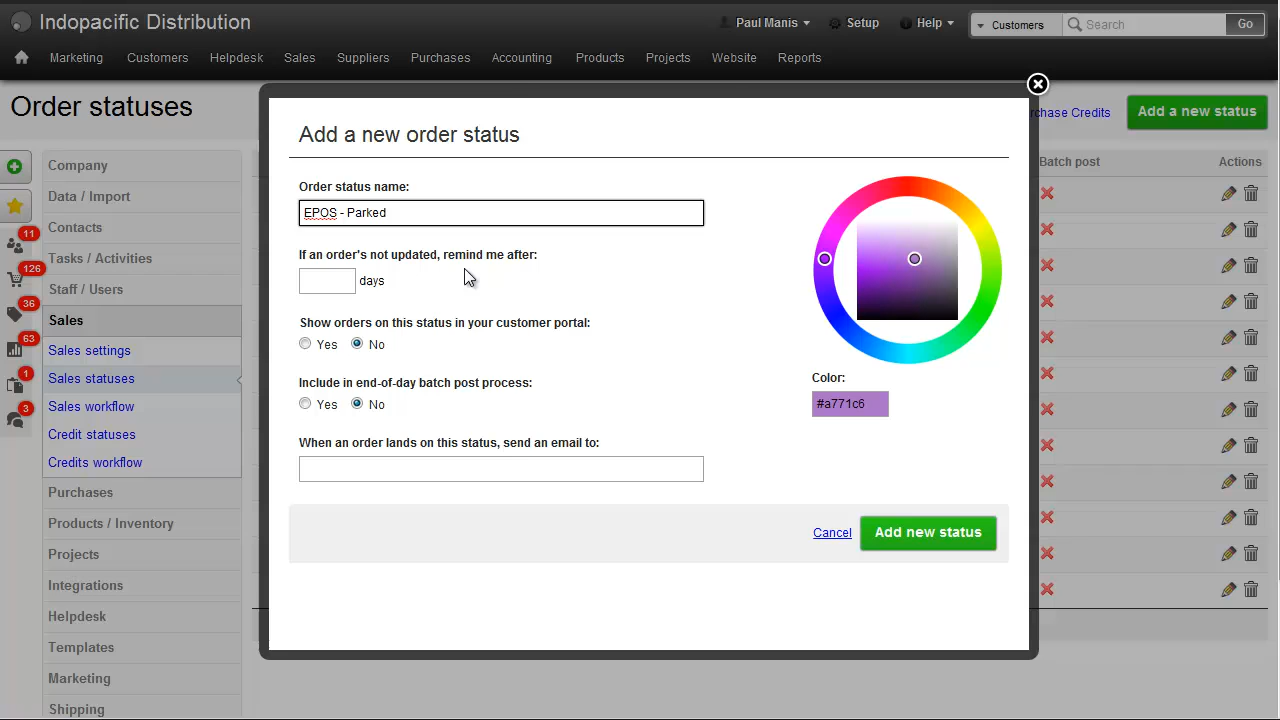 Indopacific Distribution
Paul Manis
Setup
Help
Customers
Search
Go
Marketing
Customers
Helpdesk
Sales
Suppliers
Purchases
Accounting
Products
Projects
Website
Reports
Order statuses
rchase Credits
Add a new status
Batch post
Actions
11
126
36
63
1
3
Company
Data / Import
Contacts
Tasks / Activities
Staff / Users
Sales
Sales settings
Sales statuses
Sales workflow
Credit statuses
Credits workflow
Purchases
Products / Inventory
Projects
Integrations
Helpdesk
Templates
Marketing
Shipping
Add a new order status
Order status name:
EPOS - Parked
If an order's not updated, remind me after:
days
Show orders on this status in your customer portal:
Yes No
Include in end-of-day batch post process:
Yes No
When an order lands on this status, send an email to:
Color:
#a771c6
Cancel
Add new status